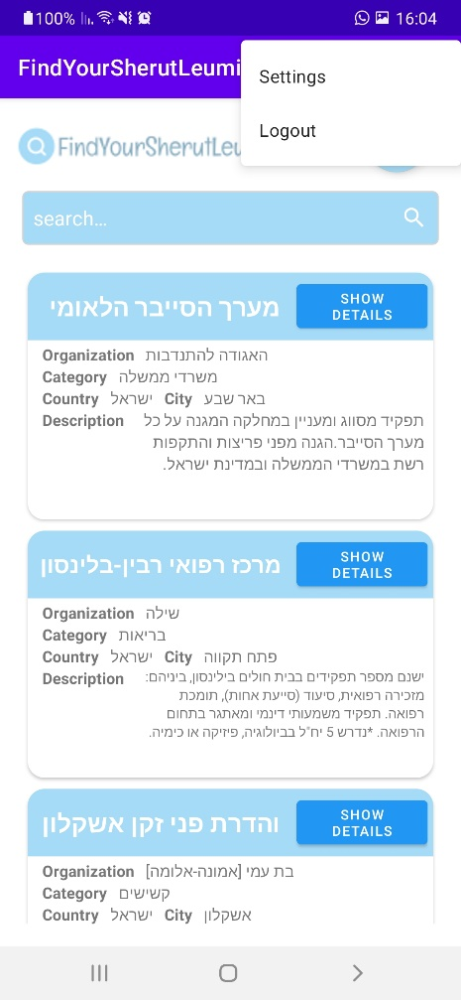 100% 16:04
FindYourSherutLeumi
Settings
Logout
FindYourSherutLeu
search...
מערך הסייבר הלאומי
SHOW
DETAILS
Organization האגודה להתנדבות
Category משרדי ממשלה
Country ישראל City באר שבע
Description תפקיד מסווג ומעניין במחלקה המגנה על כל
מערך הסייבר.הגנה מפני פריצות והתקפות
רשת במשרדי הממשלה ובמדינת ישראל.
מרכז רפואי רבין-בלינסון
SHOW
DETAILS
Organization שילה
Category בריאות
Country ישראל City פתח תקווה
Description ישנם מספר תפקידים בבית חולים בילינסון, ביניהם:
מזכירה רפואית, סיעוד (סייעת אחות), תומכת
רפואה. תפקיד משמעותי דינמי ומאתגר בתחום
הרפואה. *נדרש 5 יח"ל בביולוגיה, פיזיקה או כימיה.
והדרת פני זקן אשקלון
SHOW
DETAILS
Organization בת עמי [אמונה-אלומה]
Category קשישים
Country ישראל City אשקלון